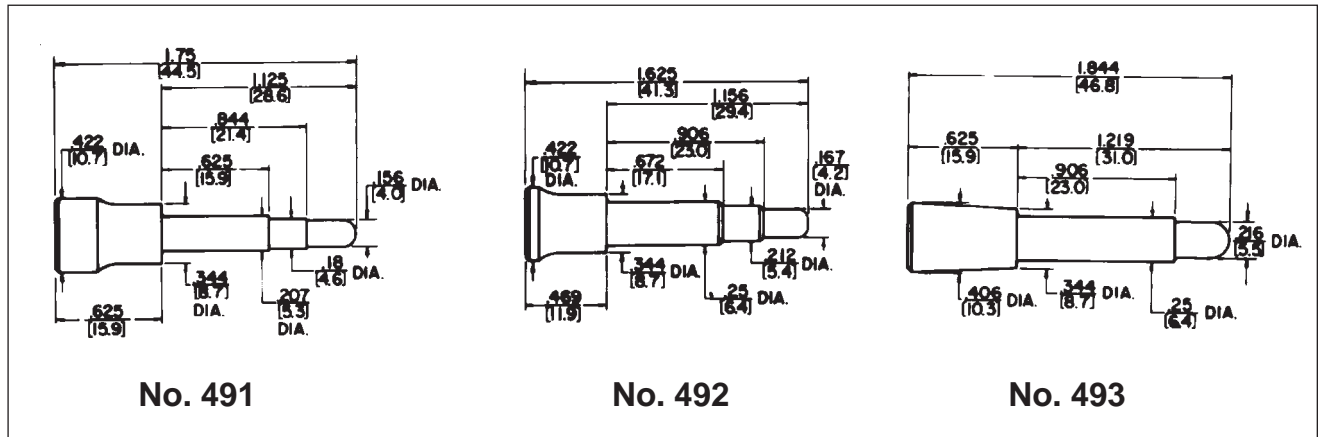 1.75
[44.5]
1.125
[28.6]
.844
[21.4]
.625
[15.9]
.422 DIA.
[10.7]
.156 DIA.
[4.0]
.344
[8.7]
DIA.
.207
[5.3]
DIA.
.18 DIA.
[4.6]
.625
[15.9]
No. 491
1.625
[41.3]
1.156
[29.4]
.906
[23.0]
.672
[17.1]
.422
[10.7]
DIA.
.167
[4.2]
DIA.
.344
[8.7]
DIA.
.212 DIA.
[5.4]
.25 DIA.
[6.4]
.469
[11.9]
No. 492
1.844
[46.8]
.625
[15.9]
1.219
[31.0]
.906
[23.0]
.216 DIA.
[5.5]
.406
[10.3]
DIA.
.344
[8.7]
DIA.
.25 DIA.
[6.4]
No. 493